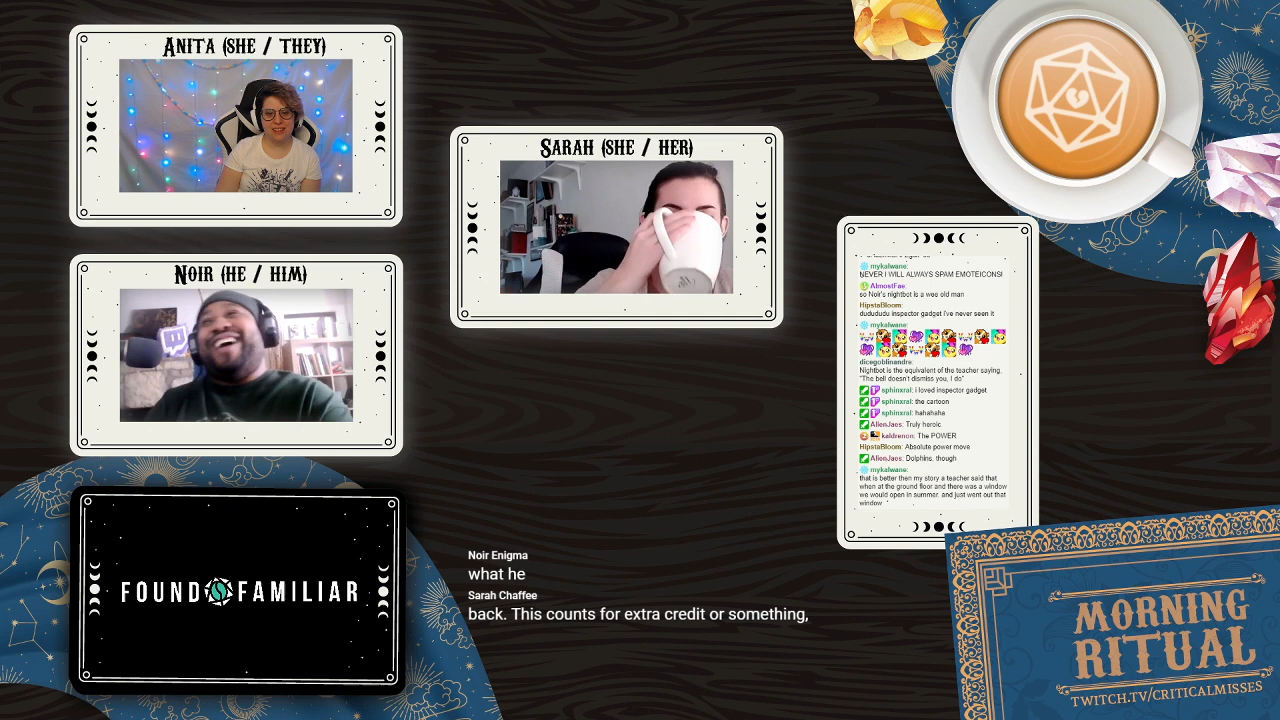 ANITA (SHE / THEY)
SARAH (SHE / HER)
NOIR (HE / HIM)
FOUND FAMILIAR
mykalwane:
NEVER I WILL ALWAYS SPAM EMOTEICONS!
AlmostFae:
so Noir's nightbot is a wee old man
HipstaBloom:
dudududu inspector gadget i've never seen it
mykalwane:
dicegoblinandre:
Nightbot is the equivalent of the teacher saying,
"The bell doesn't dismiss you, I do"
sphinxral: i loved inspector gadget
sphinxral: the cartoon
sphinxral: hahahaha
AlienJaes: Truly heroic.
kaldrenon: The POWER
HipstaBloom: Absolute power move
AlienJaes: Dolphins, though
mykalwane:
that is better then my story a teacher said that
when at the ground floor and there was a window
we would open in summer. and just went out that
window
Noir Enigma
what he
Sarah Chaffee
back. This counts for extra credit or something,
MORNING
RITUAL
TWITCH.TV/CRITICALMISSES